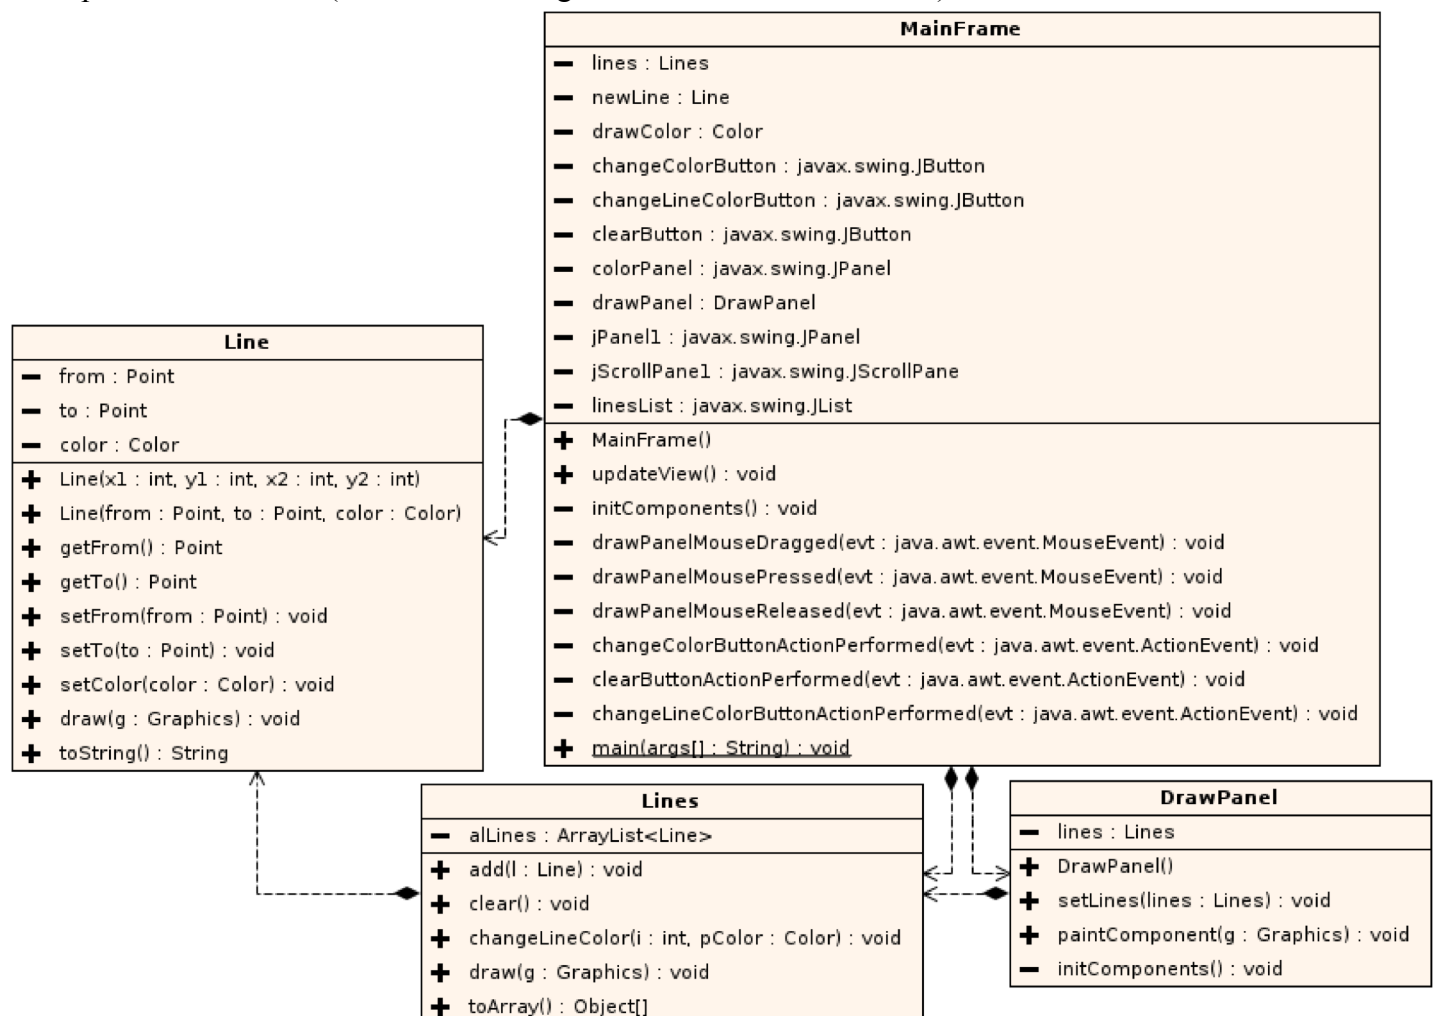 MainFrame
lines : Lines
newLine : Line
drawColor : Color
changeColorButton : javax.swing.JButton
changeLineColorButton : javax.swing.JButton
clearButton : javax.swing.JButton
colorPanel : javax.swing.JPanel
drawPanel : DrawPanel
jPanel1 : javax.swing.JPanel
jScrollPane1 : javax.swing.JScrollPane
linesList : javax.swing.JList
MainFrame()
updateView() : void
initComponents() : void
drawPanelMouseDragged(evt : java.awt.event.MouseEvent) : void
drawPanelMousePressed(evt : java.awt.event.MouseEvent) : void
drawPanelMouseReleased(evt : java.awt.event.MouseEvent) : void
changeColorButtonActionPerformed(evt : java.awt.event.ActionEvent) : void
clearButtonActionPerformed(evt : java.awt.event.ActionEvent) : void
changeLineColorButtonActionPerformed(evt : java.awt.event.ActionEvent) : void
main(args[] : String) : void
Line
from : Point
to : Point
color : Color
Line(x1 : int, y1 : int, x2 : int, y2 : int)
Line(from : Point, to : Point, color : Color)
getFrom() : Point
getTo() : Point
setFrom(from : Point) : void
setTo(to : Point) : void
setColor(color : Color) : void
draw(g : Graphics) : void
toString() : String
Lines
alLines : ArrayList<Line>
add(l : Line) : void
clear() : void
changeLineColor(i : int, pColor : Color) : void
draw(g : Graphics) : void
toArray() : Object[]
DrawPanel
lines : Lines
DrawPanel()
setLines(lines : Lines) : void
paintComponent(g : Graphics) : void
initComponents() : void